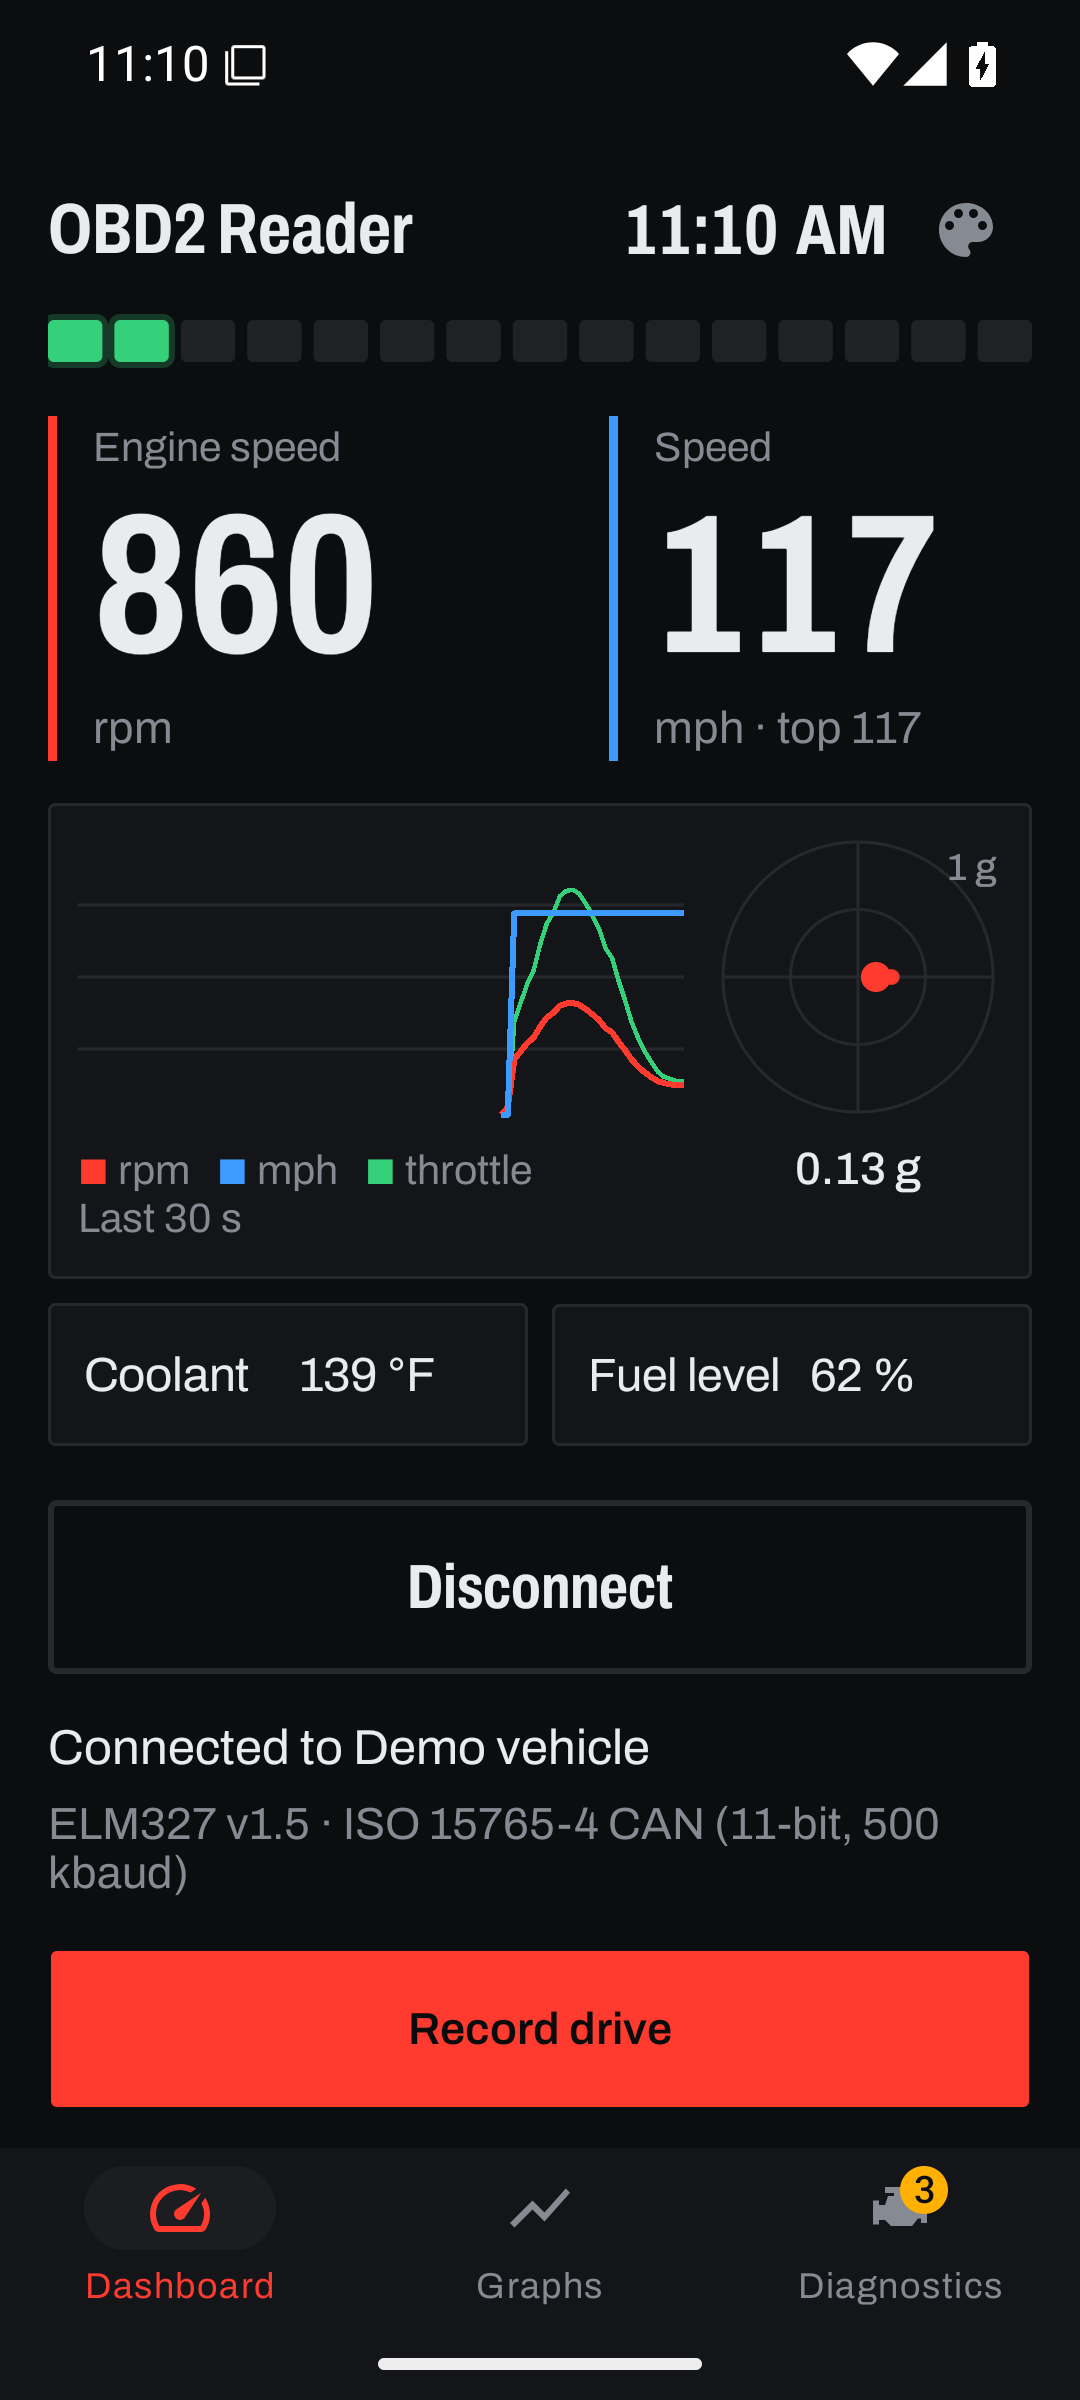 11:10
OBD2 Reader 11:10 AM
Engine speed
860
rpm
Speed
117
mph · top 117
1 g
rpm mph throttle
Last 30 s
0.13 g
Coolant 139 °F
Fuel level 62 %
Disconnect
Connected to Demo vehicle
ELM327 v1.5 · ISO 15765-4 CAN (11-bit, 500
kbaud)
Record drive
3
Dashboard
Graphs
Diagnostics